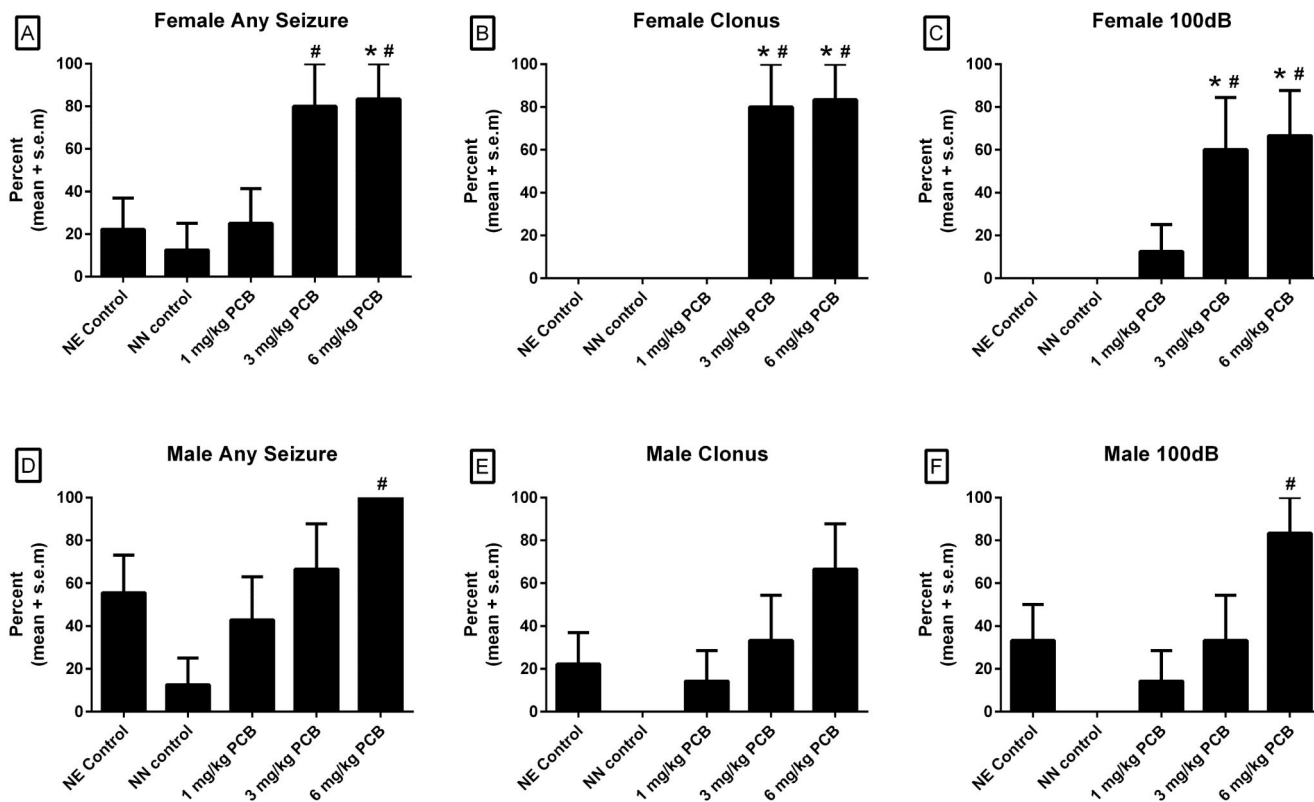 A
Female Any Seizure
* #
#
100
80
60
40
20
0
Percent
(mean + s.e.m)
NE Control
NN control
1 mg/kg PCB
3 mg/kg PCB
6 mg/kg PCB
B
Female Clonus
* #
* #
100
80
60
40
20
0
Percent
(mean + s.e.m)
NE Control
NN control
1 mg/kg PCB
3 mg/kg PCB
6 mg/kg PCB
C
Female 100dB
* #
* #
100
80
60
40
20
0
Percent
(mean + s.e.m)
NE Control
NN control
1 mg/kg PCB
3 mg/kg PCB
6 mg/kg PCB
D
Male Any Seizure
#
100
80
60
40
20
0
Percent
(mean + s.e.m)
NE Control
NN control
1 mg/kg PCB
3 mg/kg PCB
6 mg/kg PCB
E
Male Clonus
100
80
60
40
20
0
Percent
(mean + s.e.m)
NE Control
NN control
1 mg/kg PCB
3 mg/kg PCB
6 mg/kg PCB
F
Male 100dB
#
100
80
60
40
20
0
Percent
(mean + s.e.m)
NE Control
NN control
1 mg/kg PCB
3 mg/kg PCB
6 mg/kg PCB